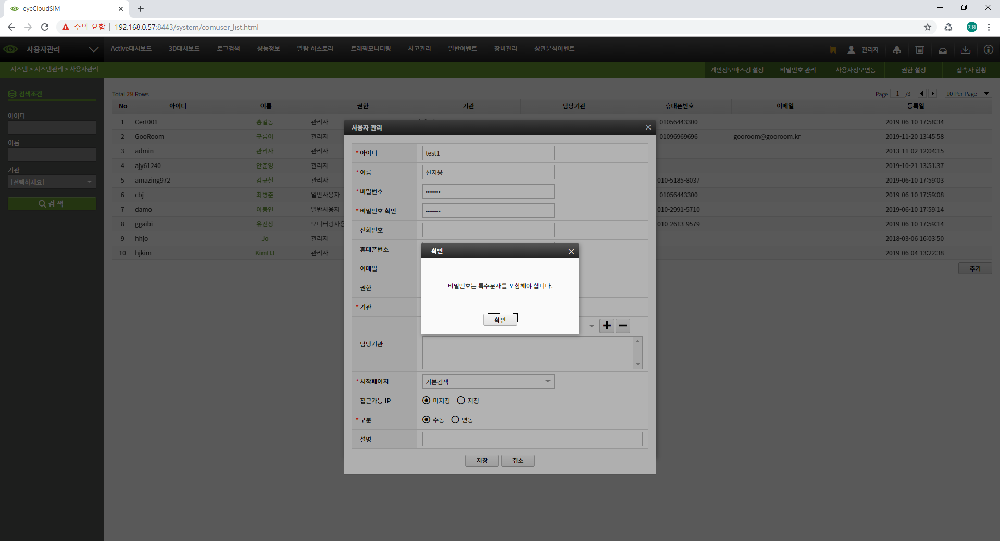 eyeCloudSIM
주의 요함 192.168.0.57:8443/system/comuser_list.html
지웅
사용자관리 Active대시보드 3D대시보드 로그검색 성능정보 알람 히스토리 트래픽모니터링 사고관리 일반이벤트 장비관리 상관분석이벤트 관리자
시스템 > 시스템관리 > 사용자관리 개인정보마스킹 설정 비밀번호 관리 사용자정보연동 권한 설정 접속자 현황
검색조건
아이디
이름
기관
[선택하세요]
검 색
Total 29 Rows Page 1 /3 10 Per Page
No 아이디 이름 권한 기관 담당기관 휴대폰번호 이메일 등록일
1 Cert001 홍길동 관리자 01056443300 2019-06-10 17:58:34
2 GooRoom 구름이 관리자 01096969696 gooroom@gooroom.kr 2019-11-20 13:45:58
3 admin 관리자 관리자 2013-11-02 12:04:15
4 ajy61240 안준영 관리자 2019-10-21 13:51:37
5 amazing972 김규철 관리자 010-5185-8037 2019-06-10 17:59:03
6 cbj 최병준 일반사용자 01056443300 2019-06-10 17:59:08
7 damo 이동연 일반사용자 010-2991-5710 2019-06-10 17:59:14
8 ggaibi 유진상 모니터링사용 010-2613-9579 2019-06-10 17:59:14
9 hhjo Jo 관리자 2018-03-06 16:03:50
10 hjkim KimHJ 관리자 2019-06-04 13:22:38
추가
사용자 관리
* 아이디 test1
* 이름 신지웅
* 비밀번호 •••••••
* 비밀번호 확인 •••••••
전화번호
휴대폰번호
이메일
권한
* 기관
담당기관
* 시작페이지 기본검색
접근가능 IP 미지정 지정
* 구분 수동 연동
설명
저장 취소
확인
비밀번호는 특수문자를 포함해야 합니다.
확인